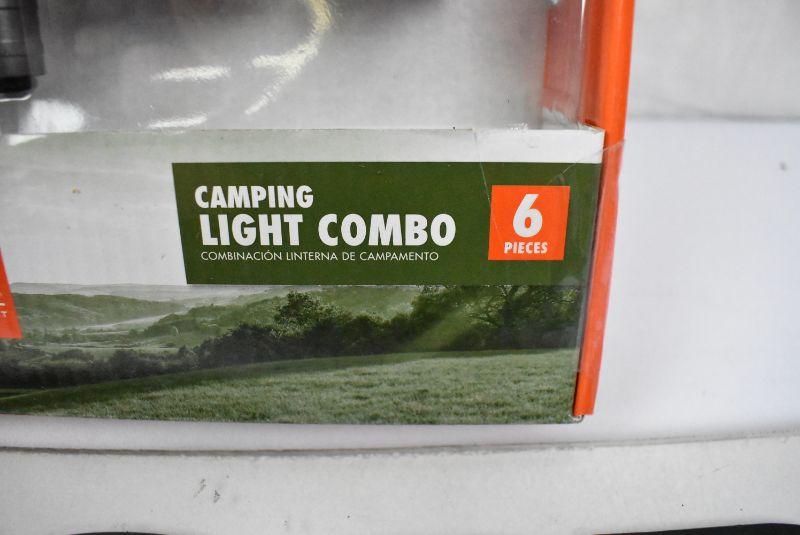 CAMPING
LIGHT COMBO
COMBINACIÓN LINTERNA DE CAMPAMENTO
6
PIECES